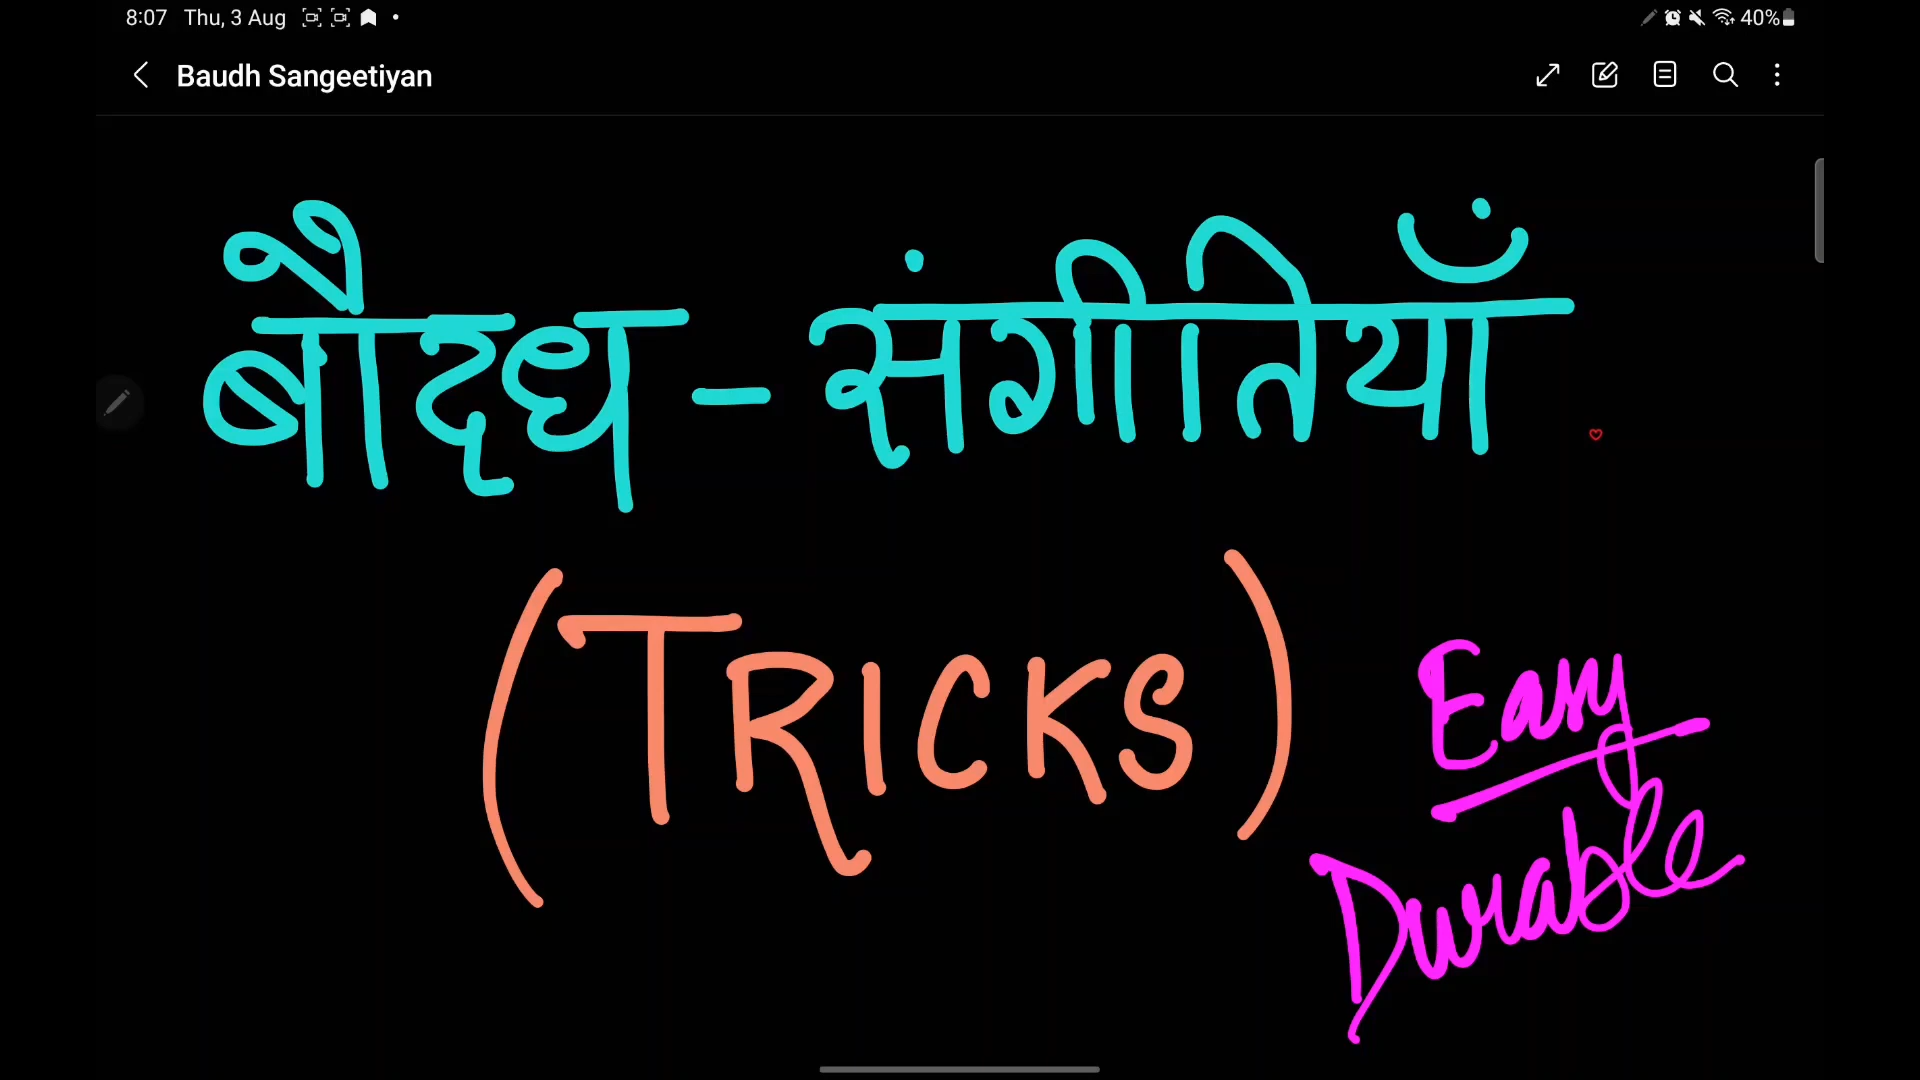 8:07 Thu, 3 Aug 40%
Baudh Sangeetiyan
बौद्ध - संगीतियाँ
(TRICKS)
Easy
Durable